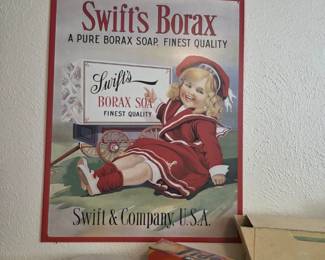 Swift's Borax
A PURE BORAX SOAP, FINEST QUALITY
Swift's
BORAX SOA
FINEST QUALITY
Swift & Company, U.S.A.